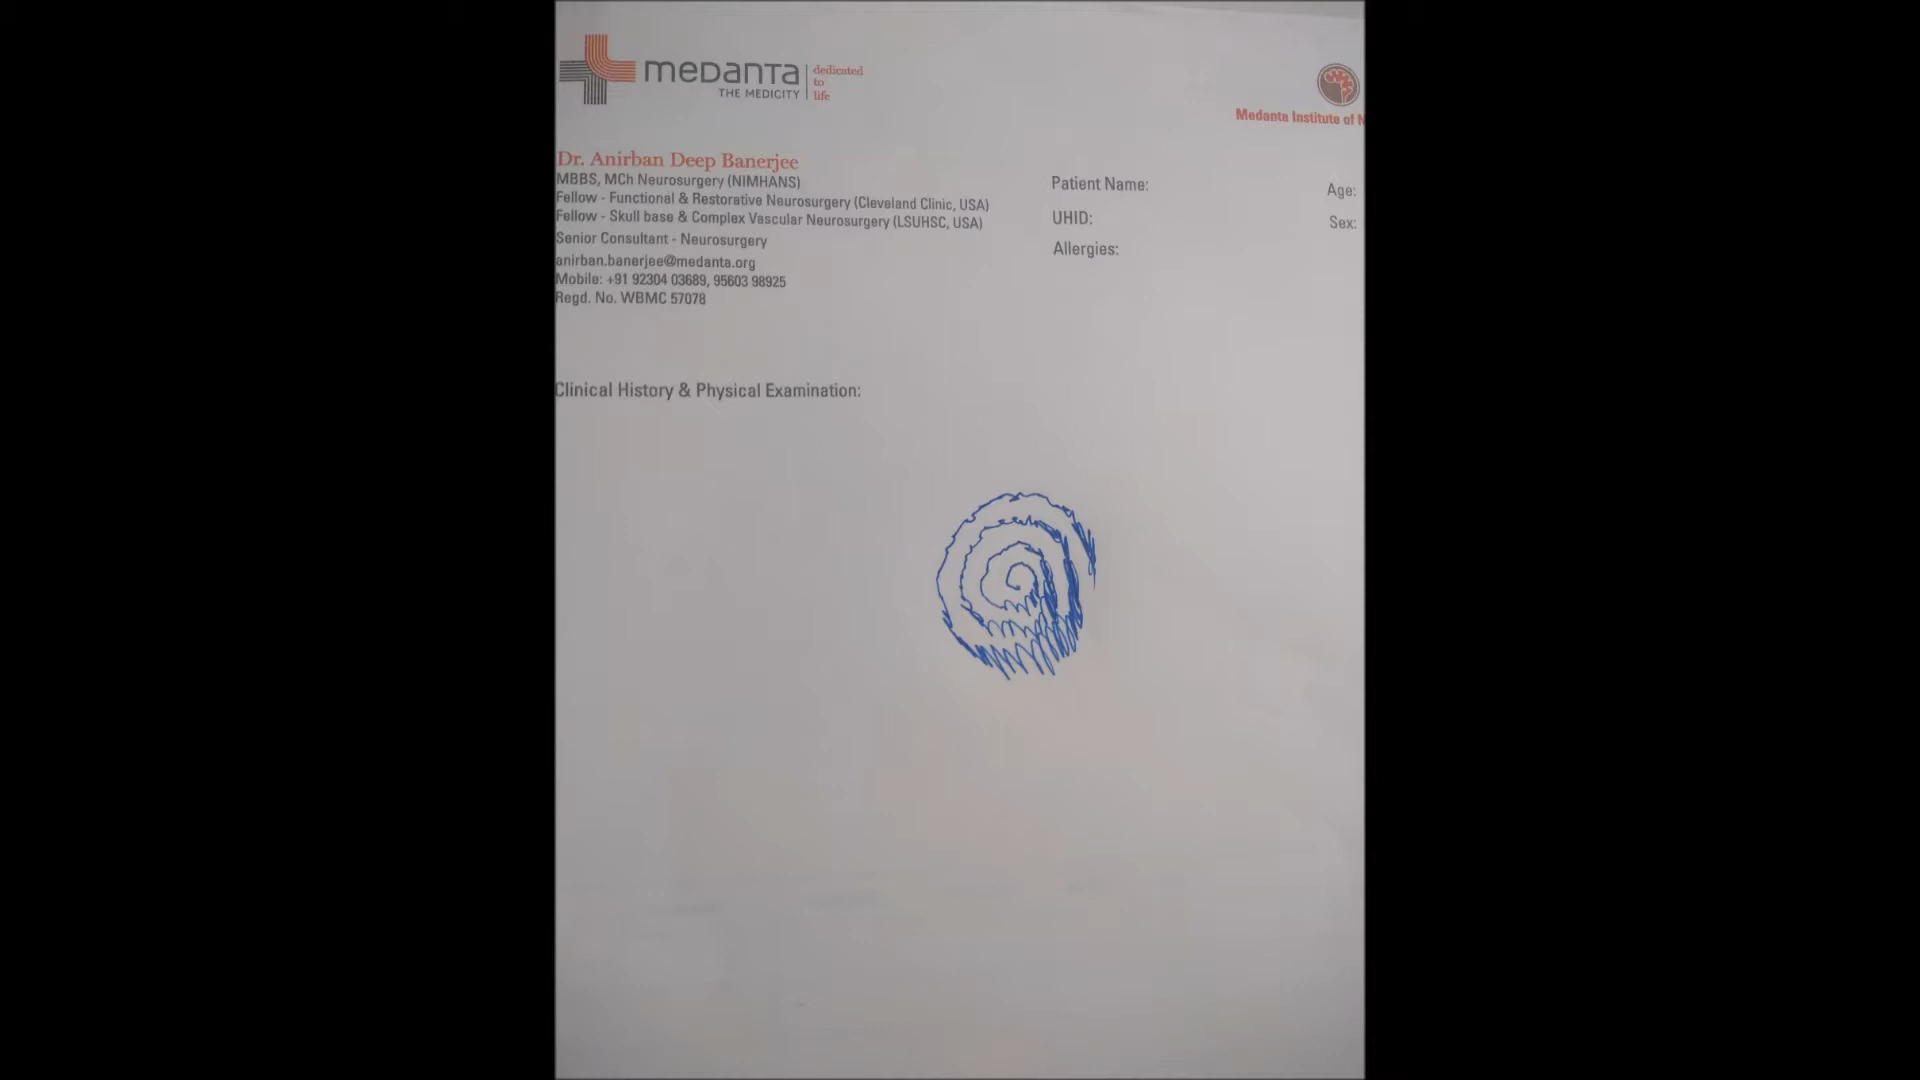 medanta
THE MEDICITY
dedicated
to
life
Medanta Institute of N
Dr. Anirban Deep Banerjee
MBBS, MCh Neurosurgery (NIMHANS)
Fellow - Functional & Restorative Neurosurgery (Cleveland Clinic, USA)
Fellow - Skull base & Complex Vascular Neurosurgery (LSUHSC, USA)
Senior Consultant - Neurosurgery
anirban.banerjee@medanta.org
Mobile: +91 92304 03689, 95603 98925
Regd. No. WBMC 57078
Patient Name:
Age:
UHID:
Sex:
Allergies:
Clinical History & Physical Examination: